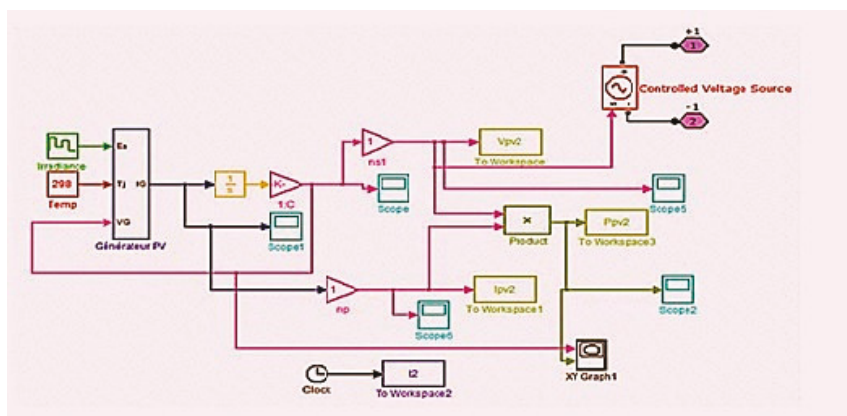 +1
1
Controlled Voltage Source
-1
2
Irradiance
298
Temp
Es
Tj
IG
VG
Générateur PV
1
s
K-
1:C
1
ns1
Vpv2
To Workspace
Scope
Scope1
Scope5
×
Product
Ppv2
To Workspace3
1
np
Ipv2
To Workspace1
Scope6
Scope2
XY Graph1
Clock
t2
To Workspace2